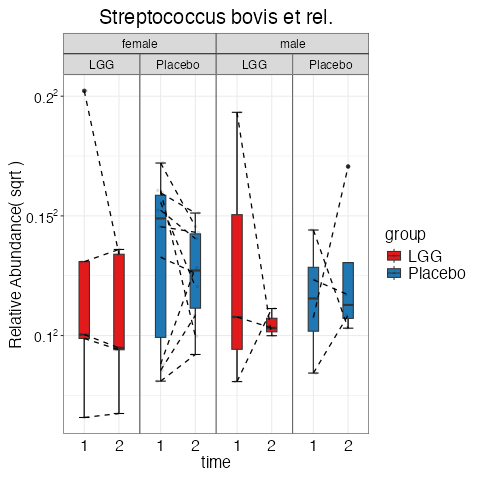 Streptococcus bovis et rel.
female male
LGG Placebo LGG Placebo
0.2²
0.15²
0.1²
Relative Abundance( sqrt )
group
LGG
Placebo
1 2 1 2 1 2 1 2
time